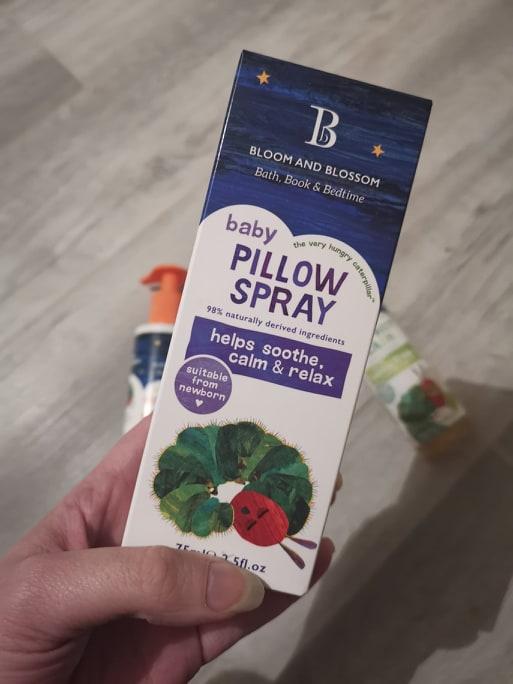 B
BLOOM AND BLOSSOM
Bath, Book & Bedtime
baby
the very hungry caterpillar™
PILLOW
SPRAY
98% naturally derived ingredients
helps soothe,
calm & relax
suitable
from
newborn
75ml℮ 2.5fl.oz